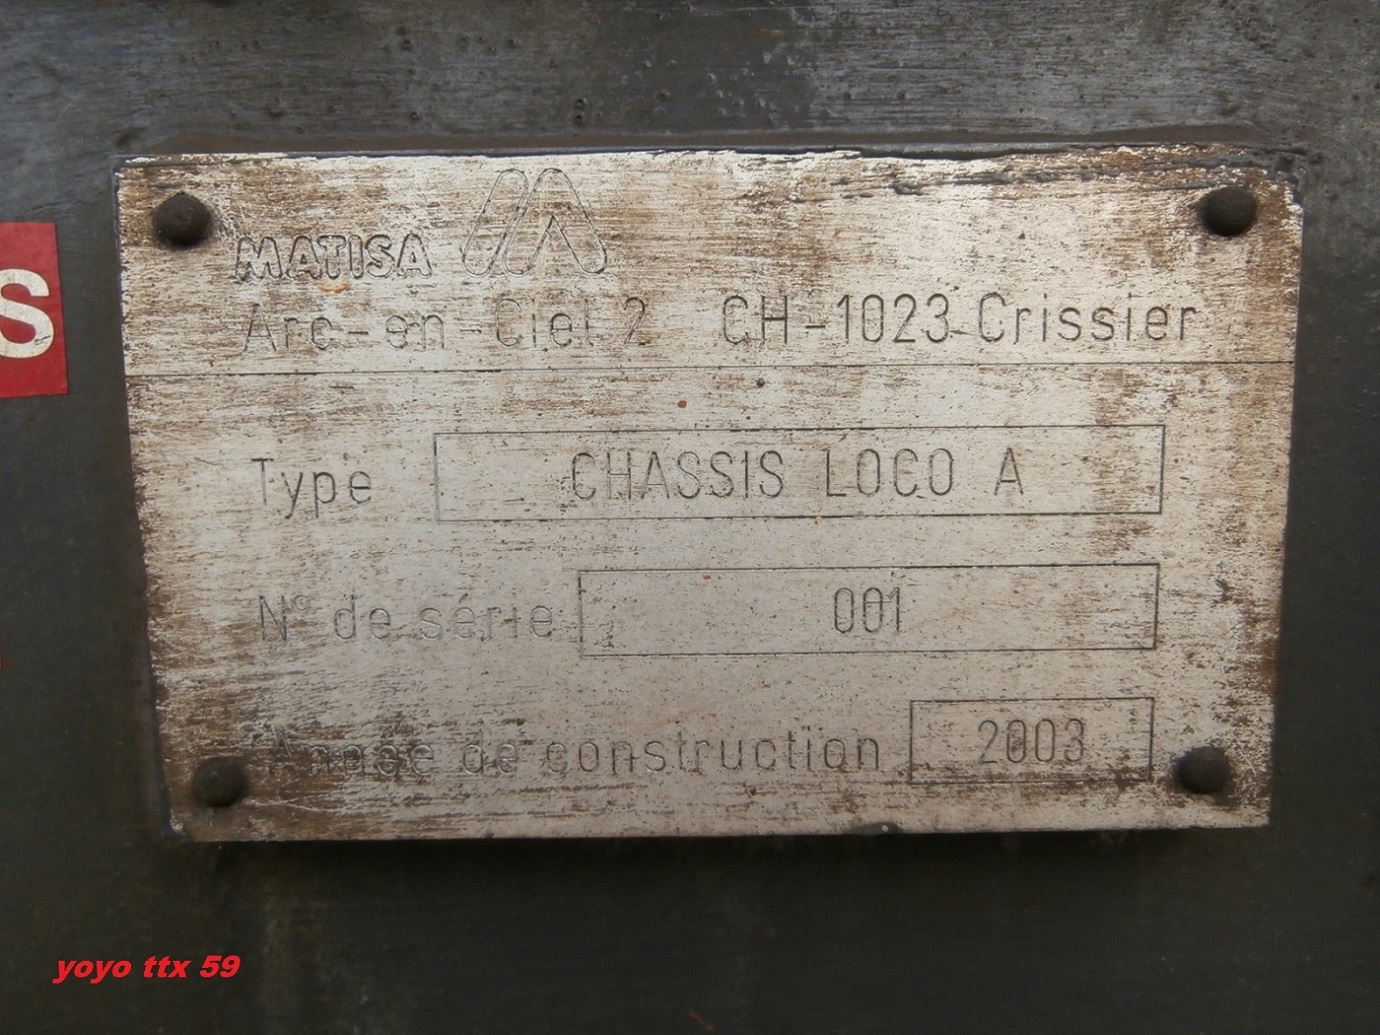 MATISA
Arc-en-Ciel 2 CH-1023 Crissier
S
Type CHASSIS LOCO A
N° de série 001
Année de construction 2003
yoyo ttx 59